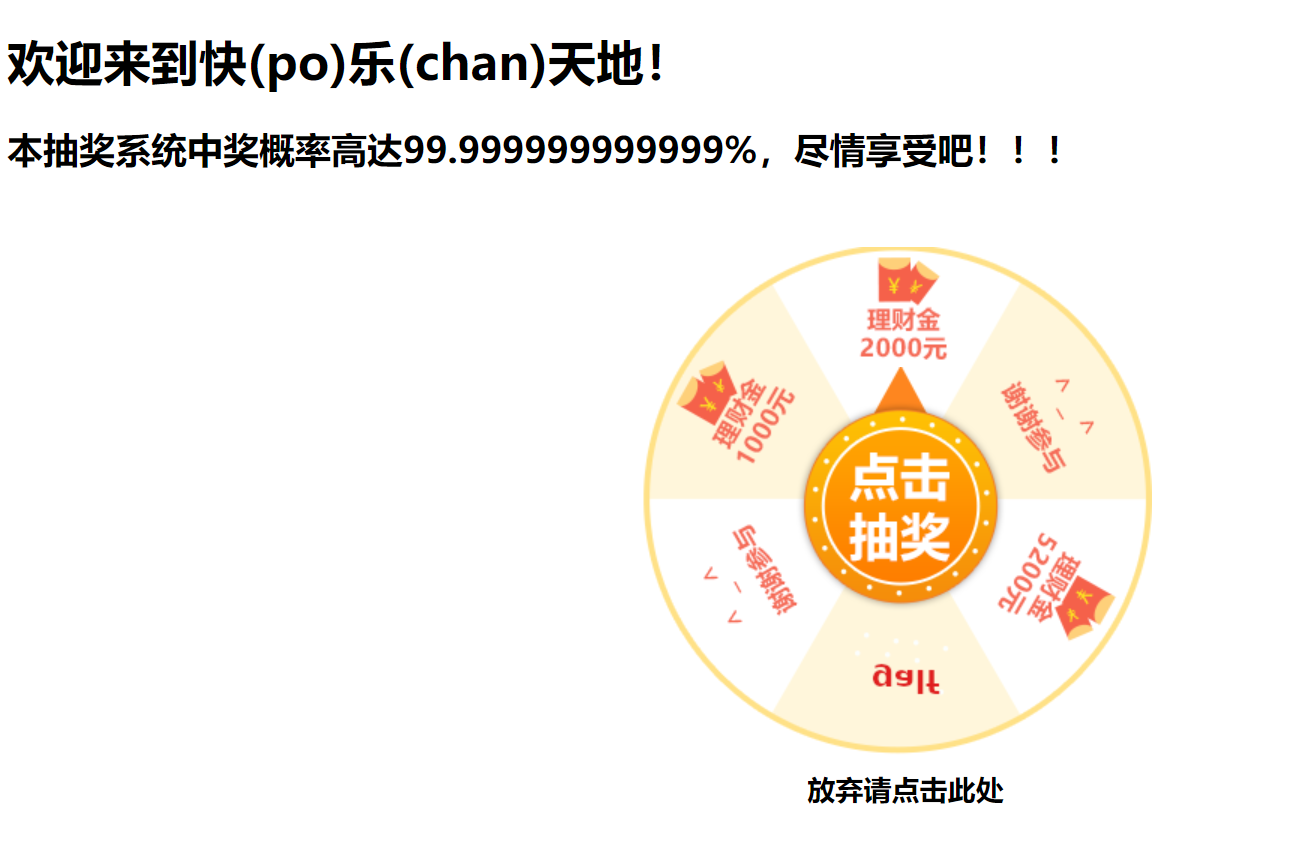 欢迎来到快(po)乐(chan)天地！
本抽奖系统中奖概率高达99.999999999999%，尽情享受吧！！！
理财金
2000元
理财金
1000元
谢谢参与
点击
抽奖
谢谢参与
理财金
5200元
galf
放弃请点击此处